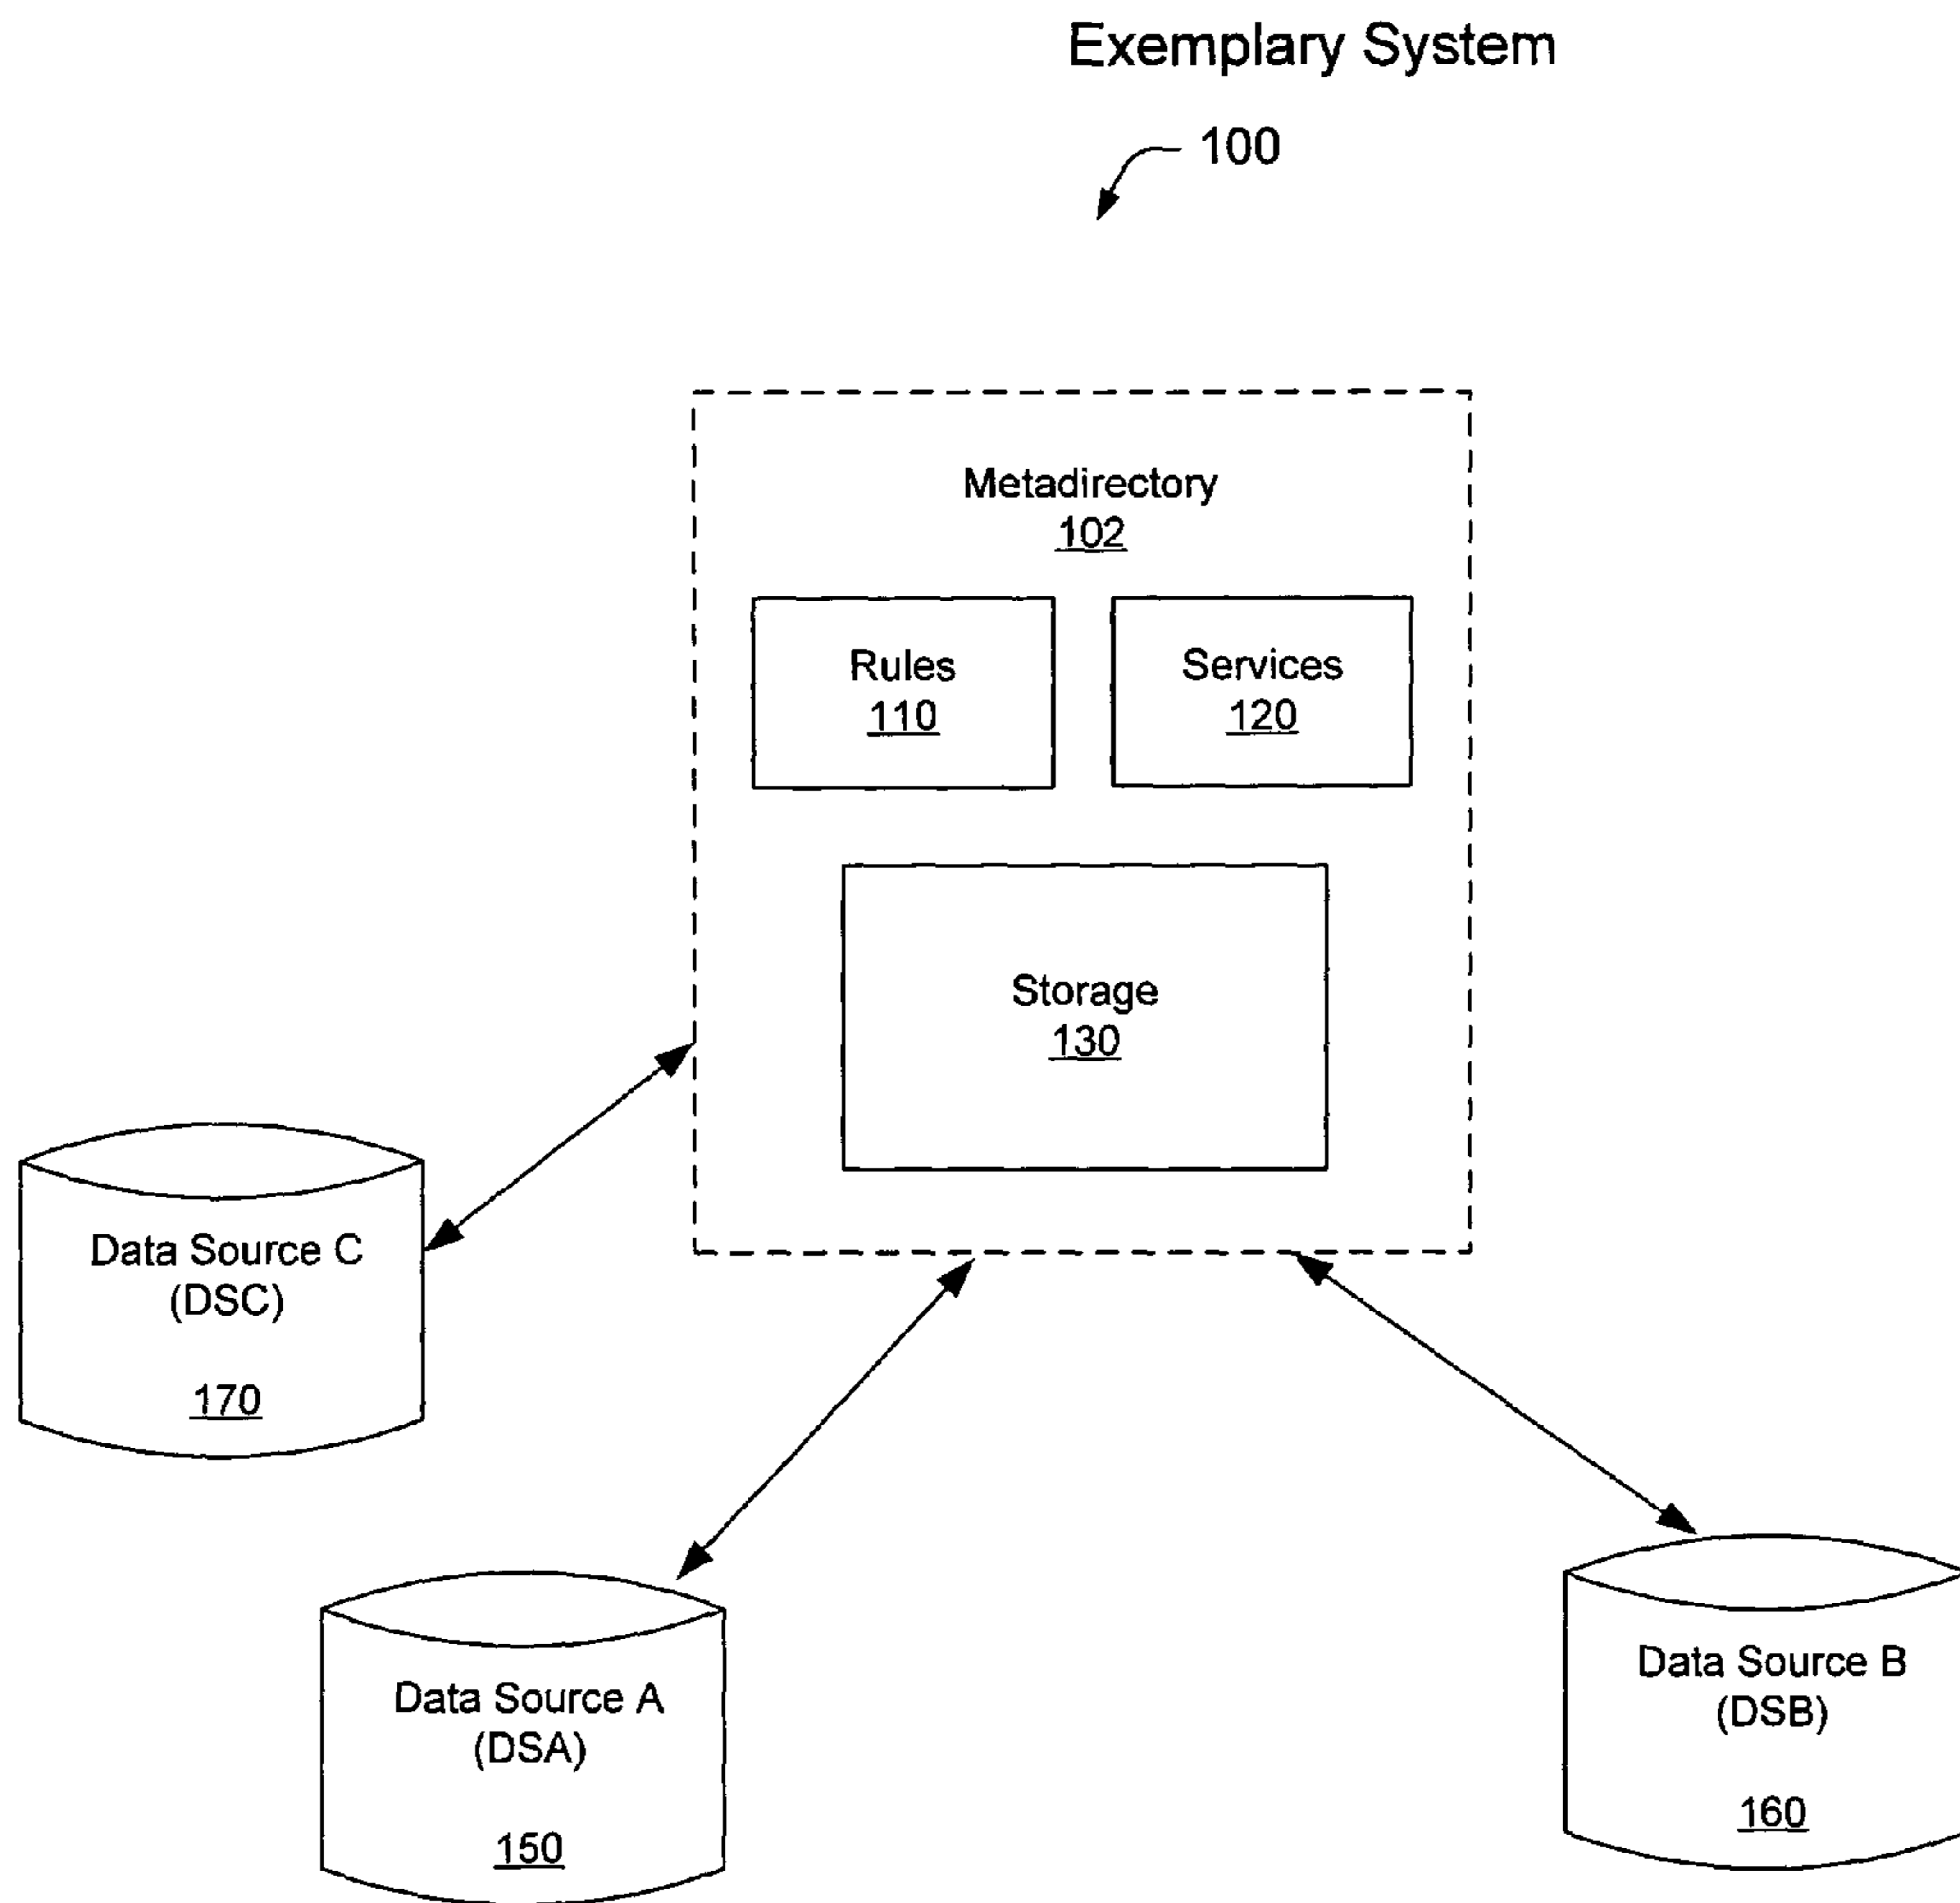 Exemplary System
100
Metadirectory
102
Rules
110
Services
120
Storage
130
Data Source C
(DSC)
170
Data Source A
(DSA)
150
Data Source B
(DSB)
160